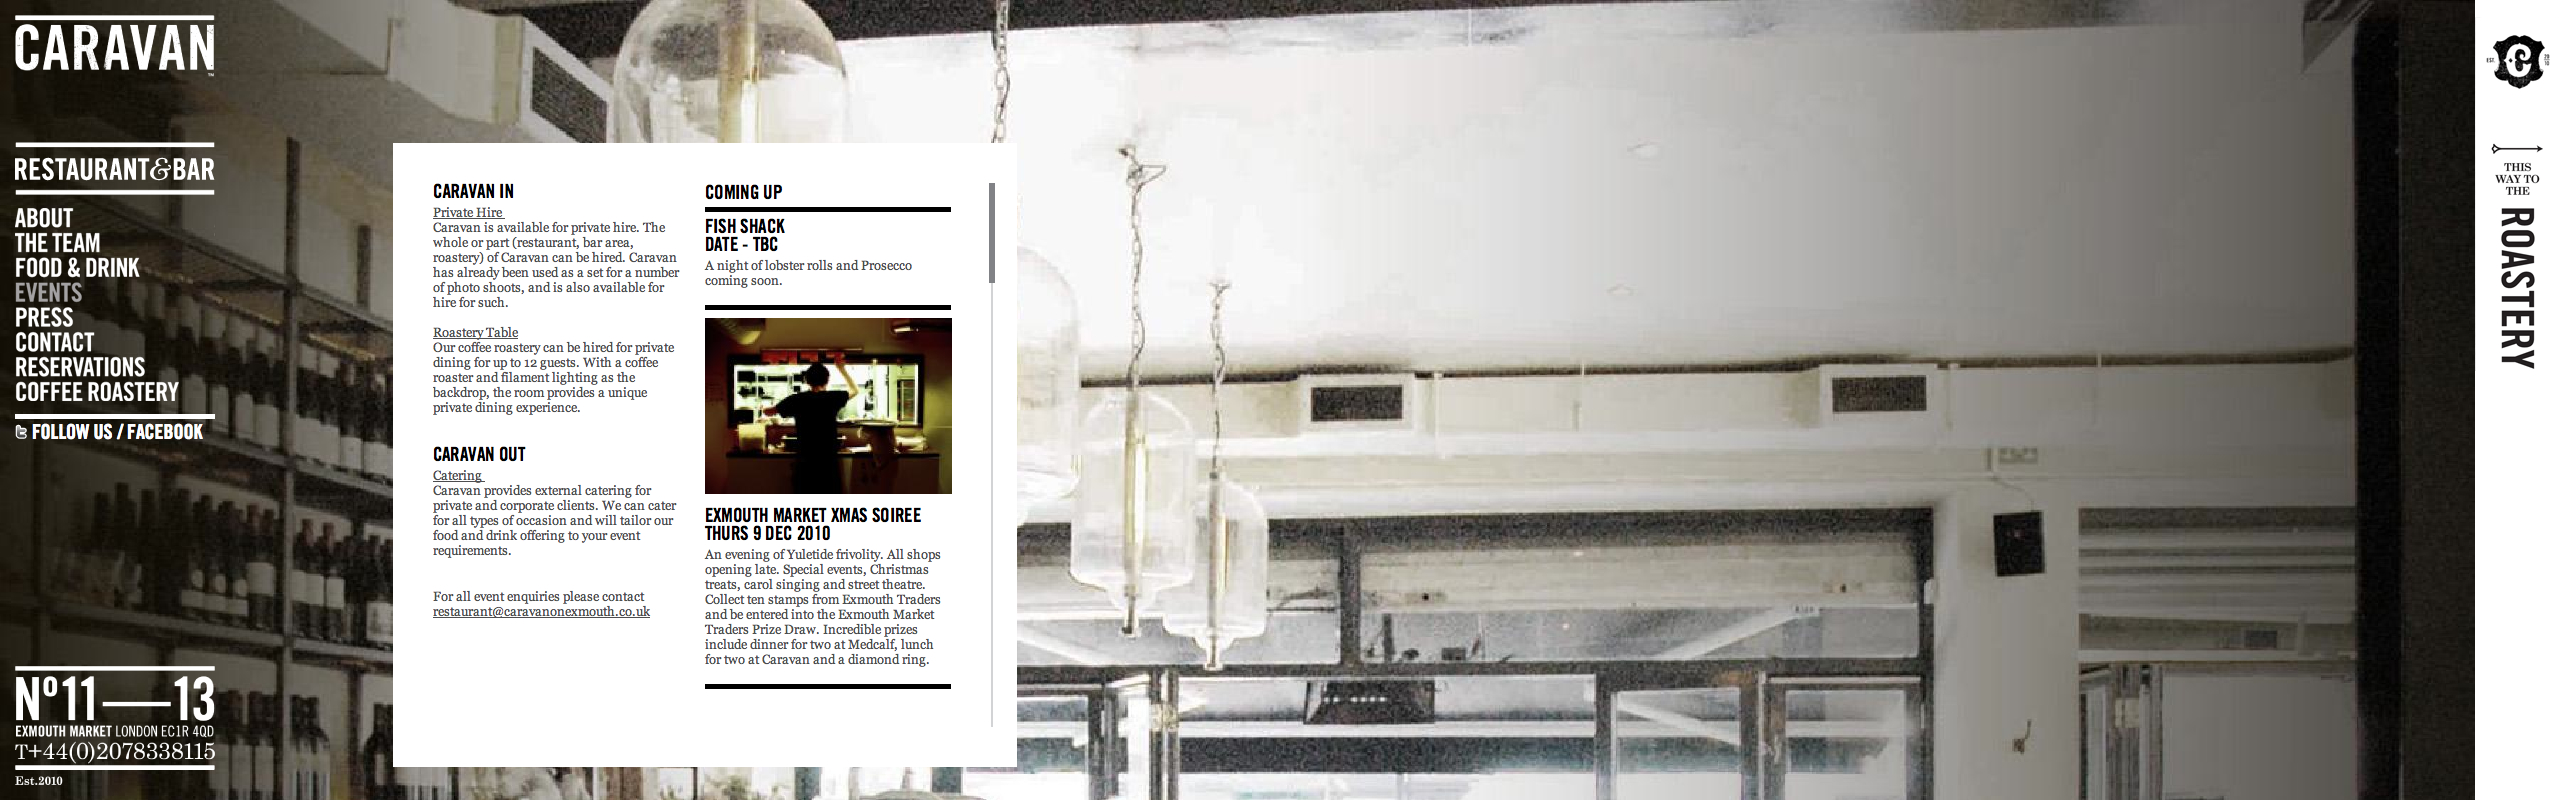 CARAVAN
™
RESTAURANT&BAR
ABOUT
THE TEAM
FOOD & DRINK
EVENTS
PRESS
CONTACT
RESERVATIONS
COFFEE ROASTERY
FOLLOW US / FACEBOOK
Nº11—13
EXMOUTH MARKET LONDON EC1R 4QD
T+44(0)2078338115
Est.2010
CARAVAN IN
Private Hire
Caravan is available for private hire. The
whole or part (restaurant, bar area,
roastery) of Caravan can be hired. Caravan
has already been used as a set for a number
of photo shoots, and is also available for
hire for such.
Roastery Table
Our coffee roastery can be hired for private
dining for up to 12 guests. With a coffee
roaster and filament lighting as the
backdrop, the room provides a unique
private dining experience.
CARAVAN OUT
Catering
Caravan provides external catering for
private and corporate clients. We can cater
for all types of occasion and will tailor our
food and drink offering to your event
requirements.
For all event enquiries please contact
restaurant@caravanonexmouth.co.uk
COMING UP
FISH SHACK
DATE - TBC
A night of lobster rolls and Prosecco
coming soon.
EXMOUTH MARKET XMAS SOIREE
THURS 9 DEC 2010
An evening of Yuletide frivolity. All shops
opening late. Special events, Christmas
treats, carol singing and street theatre.
Collect ten stamps from Exmouth Traders
and be entered into the Exmouth Market
Traders Prize Draw. Incredible prizes
include dinner for two at Medcalf, lunch
for two at Caravan and a diamond ring.
EST.
C
THIS
WAY TO
THE
ROASTERY